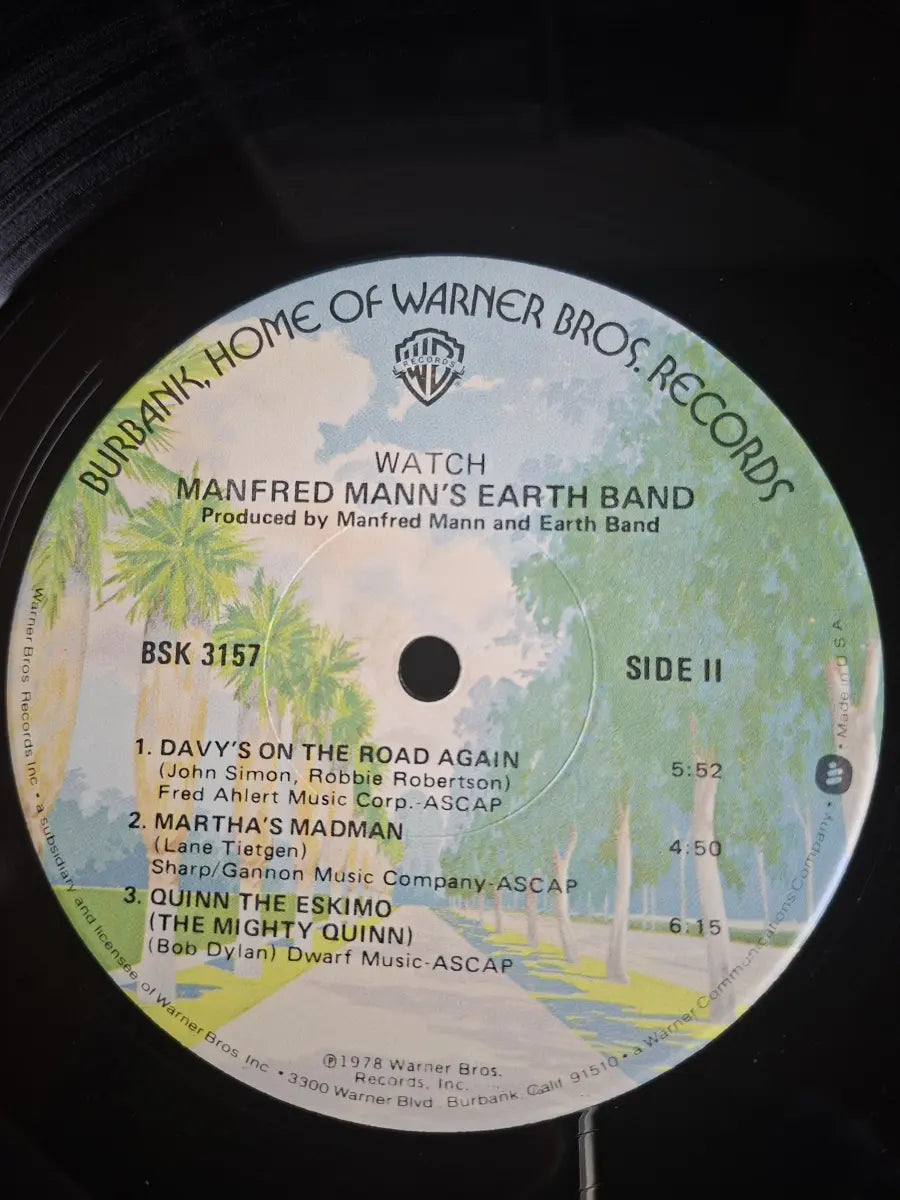 BURBANK, HOME OF WARNER BROS. RECORDS
W
RECORDS
WATCH
MANFRED MANN'S EARTH BAND
Produced by Manfred Mann and Earth Band
BSK 3157
SIDE II
1. DAVY'S ON THE ROAD AGAIN 5:52
(John Simon, Robbie Robertson)
Fred Ahlert Music Corp.-ASCAP
2. MARTHA'S MADMAN 4:50
(Lane Tietgen)
Sharp/Gannon Music Company-ASCAP
3. QUINN THE ESKIMO 6:15
(THE MIGHTY QUINN)
(Bob Dylan) Dwarf Music-ASCAP
℗1978 Warner Bros.
Records, Inc.
Warner Bros Records Inc • a subsidiary and licensee of Warner Bros Inc • 3300 Warner Blvd Burbank Calif 91510 • a Warner Communications Company • Made in U S A